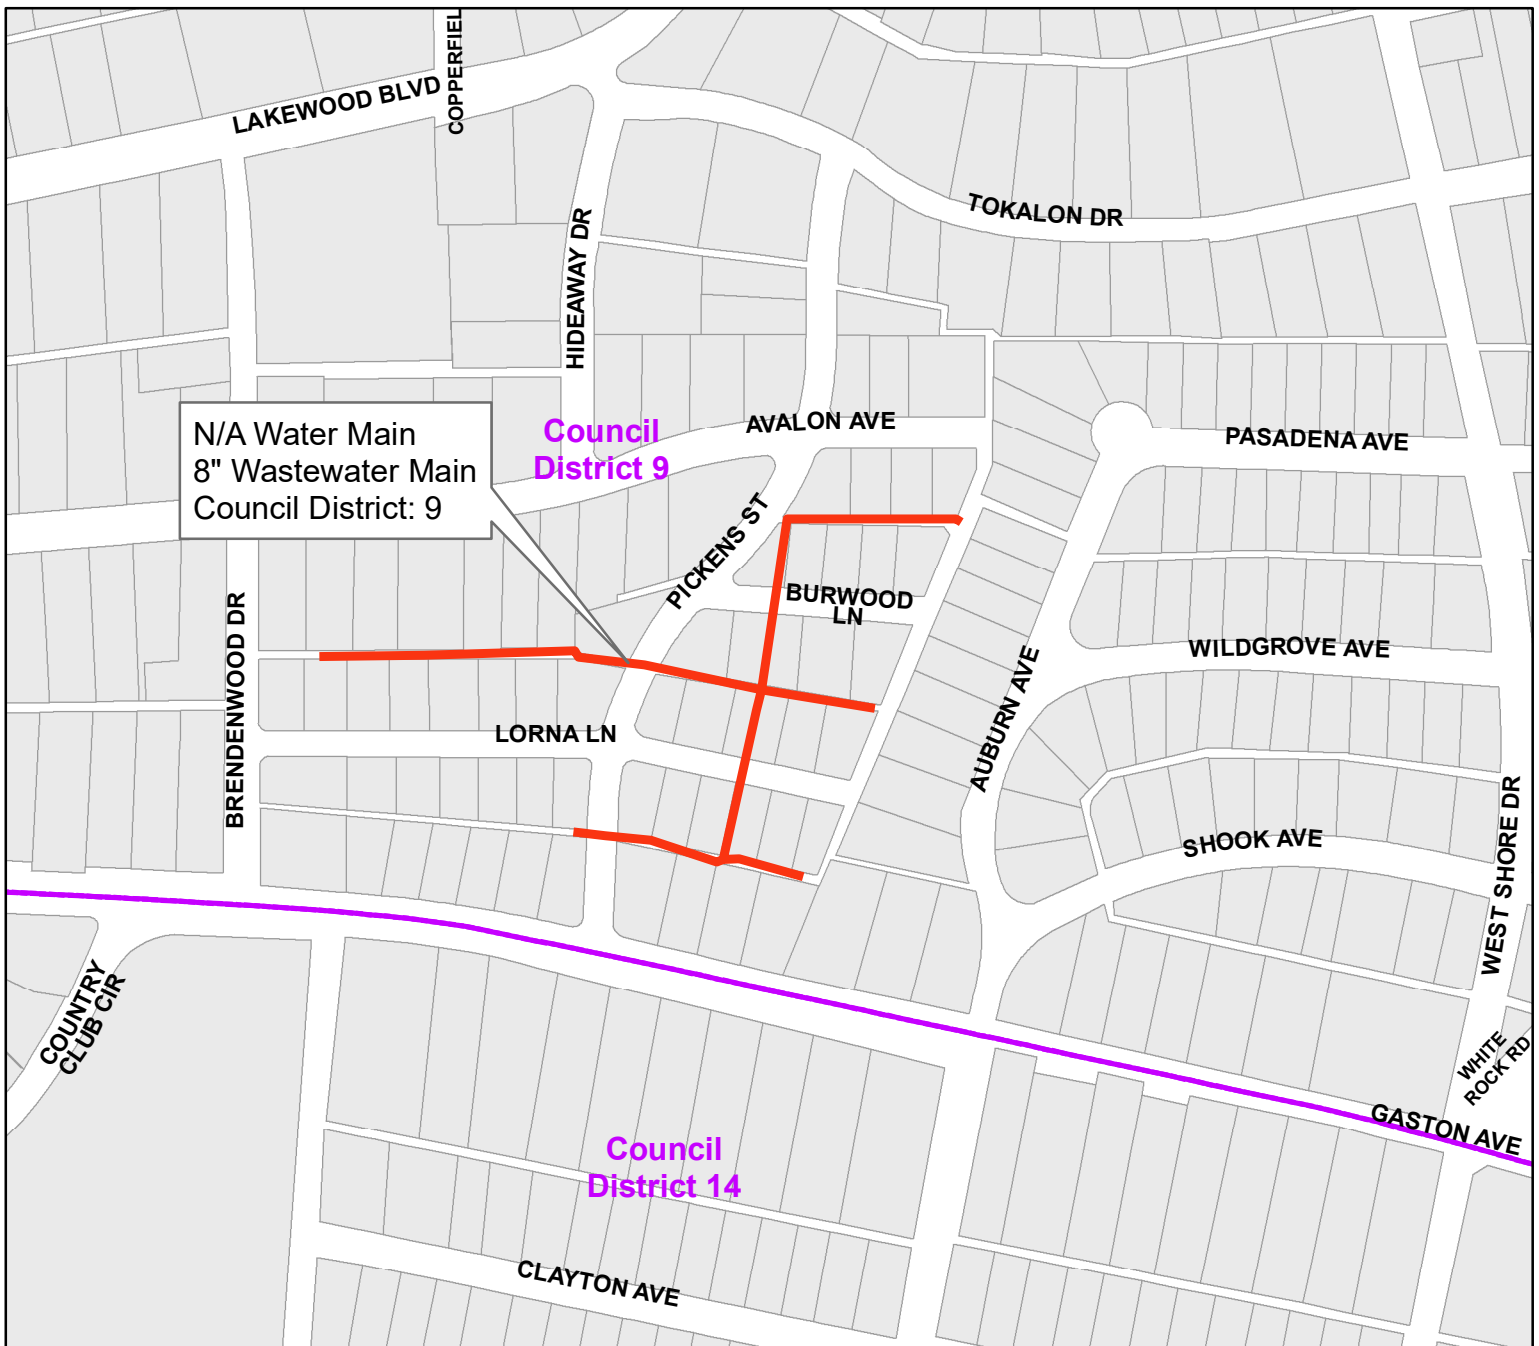 COPPERFIEL
LAKEWOOD BLVD
TOKALON DR
HIDEAWAY DR
N/A Water Main
8" Wastewater Main
Council District: 9
Council
District 9
AVALON AVE
PASADENA AVE
PICKENS ST
BURWOOD
LN
BRENDENWOOD DR
WILDGROVE AVE
AUBURN AVE
LORNA LN
SHOOK AVE
WEST SHORE DR
COUNTRY
CLUB CIR
WHITE
ROCK RD
GASTON AVE
Council
District 14
CLAYTON AVE